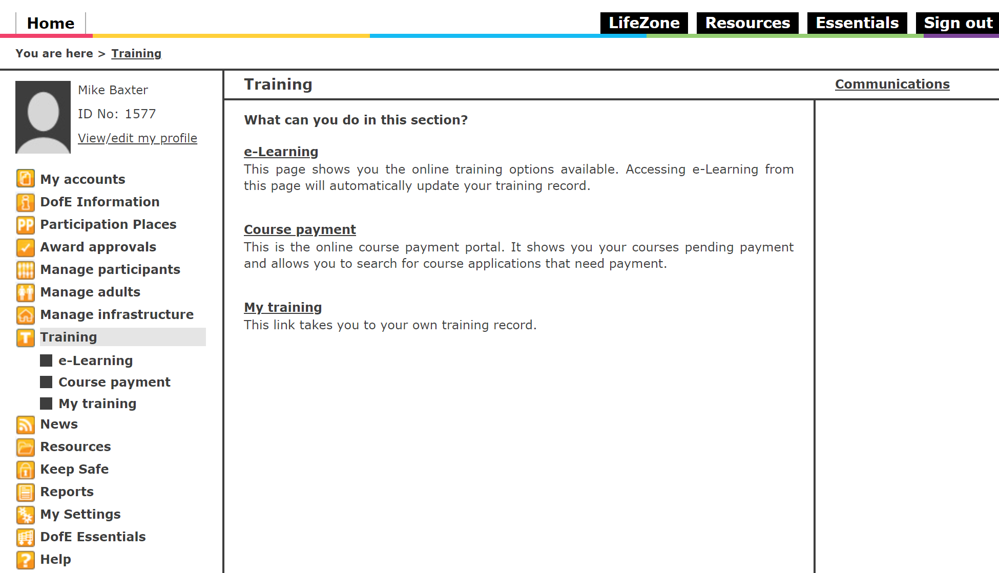 Home
LifeZone
Resources
Essentials
Sign out
You are here > Training
Mike Baxter
ID No: 1577
View/edit my profile
My accounts
DofE Information
PP
Participation Places
Award approvals
Manage participants
Manage adults
Manage infrastructure
T
Training
e-Learning
Course payment
My training
News
Resources
Keep Safe
Reports
My Settings
DofE Essentials
?
Help
Training
What can you do in this section?
e-Learning
This page shows you the online training options available. Accessing e-Learning from
this page will automatically update your training record.
Course payment
This is the online course payment portal. It shows you your courses pending payment
and allows you to search for course applications that need payment.
My training
This link takes you to your own training record.
Communications